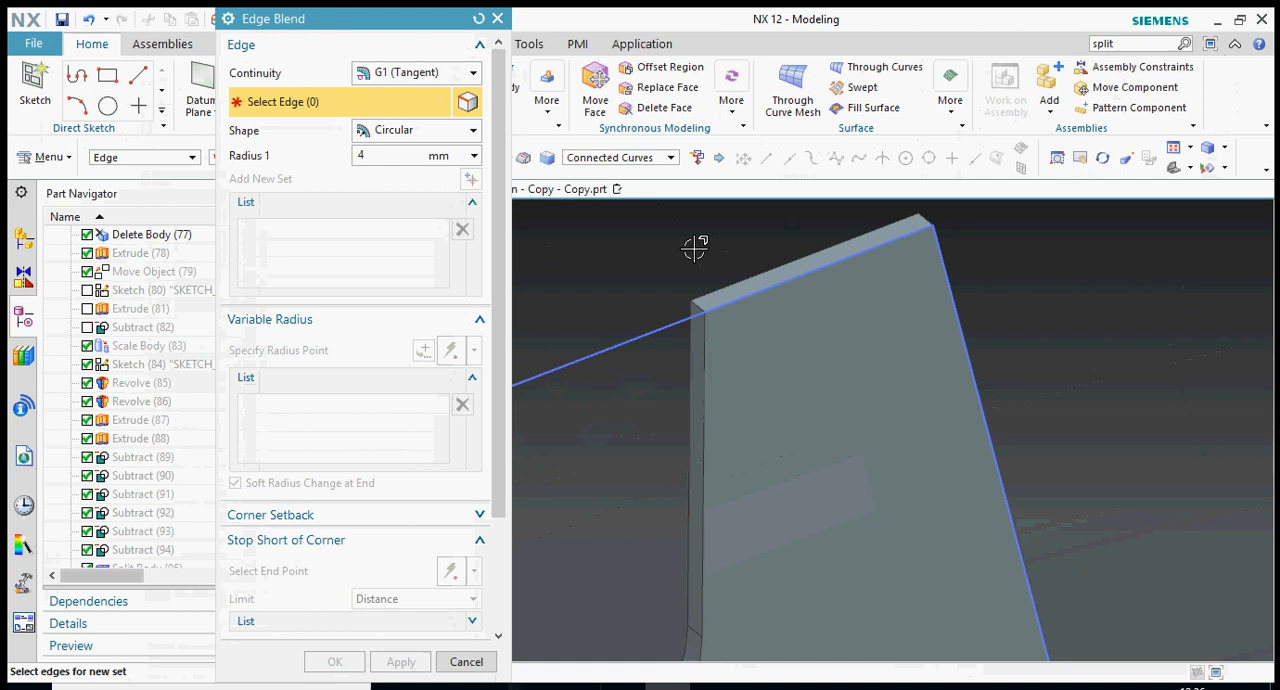 NX
Edge Blend
NX 12 - Modeling
SIEMENS
File
Home
Assemblies
Tools
PMI
Application
split
Sketch
Datum
Plane
Direct Sketch
More
Move
Face
Offset Region
Replace Face
Delete Face
More
Synchronous Modeling
Through
Curve Mesh
Through Curves
Swept
Fill Surface
More
Surface
Work on
Assembly
Add
Assembly Constraints
Move Component
Pattern Component
Assemblies
Menu
Edge
Connected Curves
n - Copy - Copy.prt
Edge
Continuity
G1 (Tangent)
* Select Edge (0)
Shape
Circular
Radius 1
4
mm
Add New Set
List
Variable Radius
Specify Radius Point
List
Soft Radius Change at End
Corner Setback
Stop Short of Corner
Select End Point
Limit
Distance
List
OK
Apply
Cancel
Part Navigator
Name
Delete Body (77)
Extrude (78)
Move Object (79)
Sketch (80) "SKETCH_
Extrude (81)
Subtract (82)
Scale Body (83)
Sketch (84) "SKETCH_
Revolve (85)
Revolve (86)
Extrude (87)
Extrude (88)
Subtract (89)
Subtract (90)
Subtract (91)
Subtract (92)
Subtract (93)
Subtract (94)
Dependencies
Details
Preview
Select edges for new set